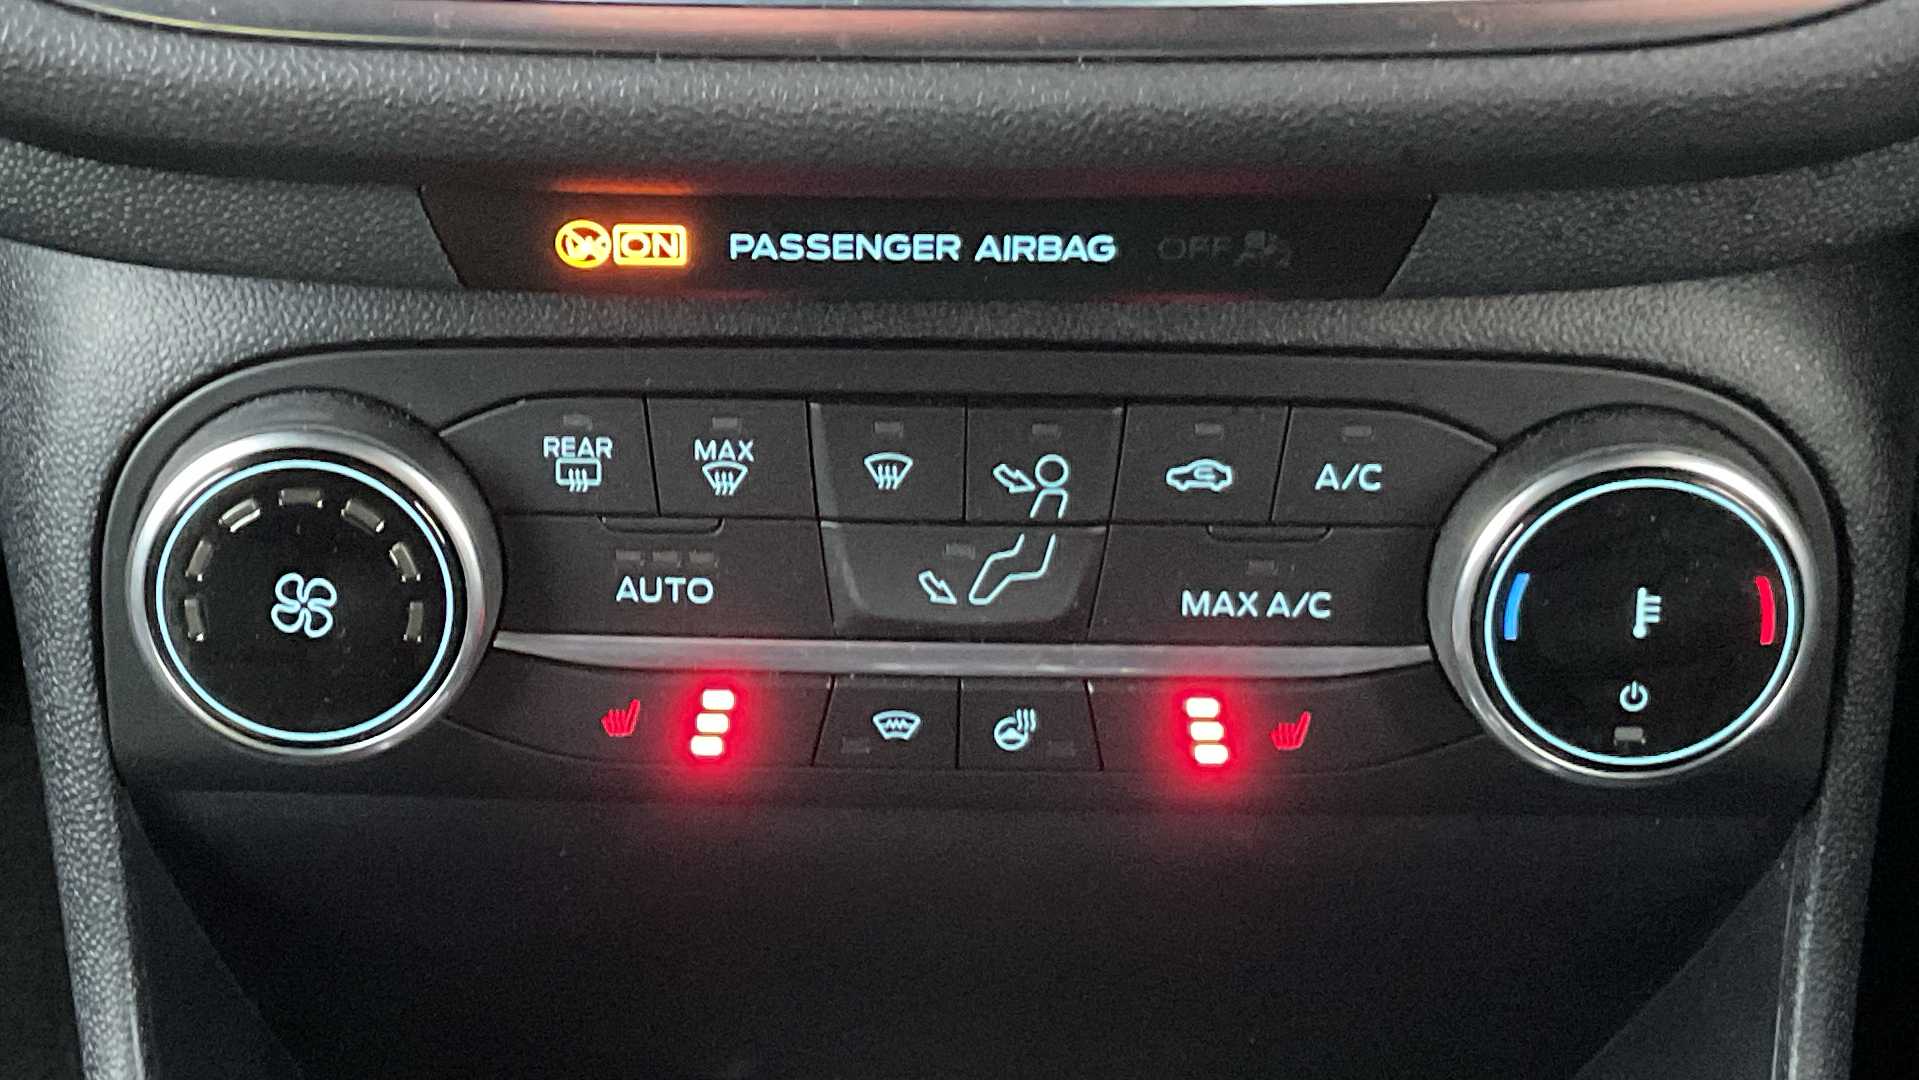 ON PASSENGER AIRBAG OFF
REAR MAX
A/C
AUTO MAX A/C